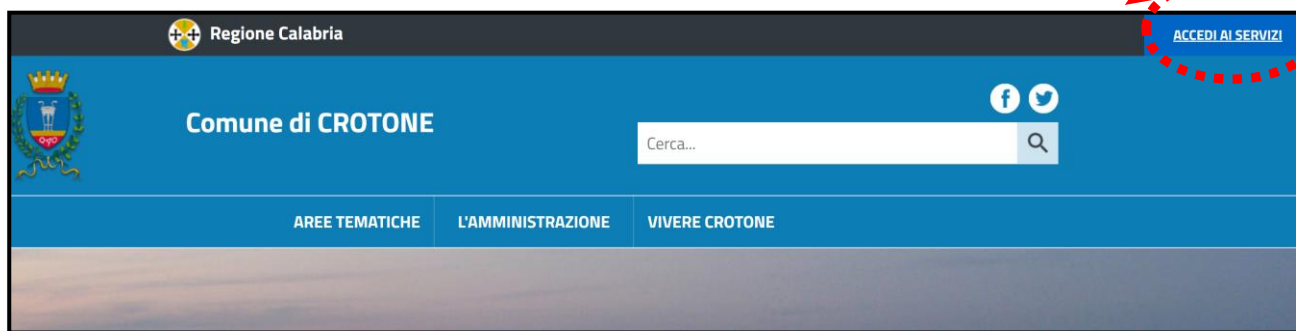 Regione Calabria
ACCEDI AI SERVIZI
Comune di CROTONE
Cerca...
AREE TEMATICHE
L'AMMINISTRAZIONE
VIVERE CROTONE